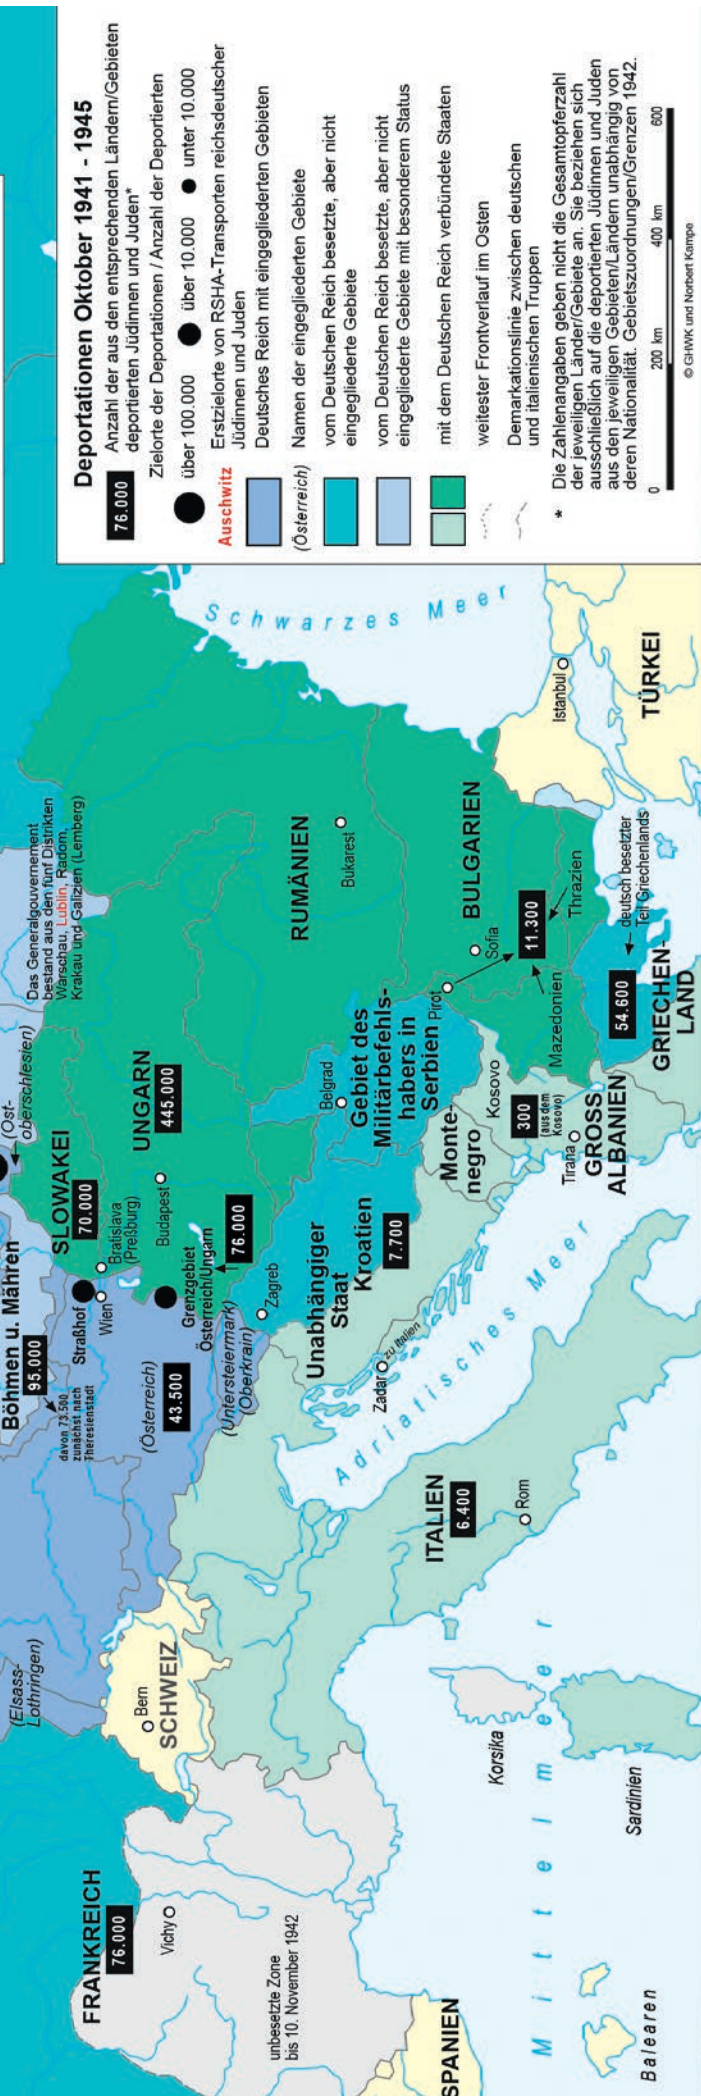 FRANKREICH
76.000
Vichy
unbesetzte Zone
bis 10. November 1942
SPANIEN
Balearen
Mittelmeer
(Elsass-
Lothringen)
Bern
SCHWEIZ
Korsika
Sardinien
ITALIEN
6.400
Rom
Adriatisches Meer
Böhmen u. Mähren
95.000
davon 73.500
zunächst nach
Theresienstadt
(Österreich)
43.500
(Untersteiermark)
(Oberkrain)
Straßhof
Wien
Bratislava
(Preßburg)
SLOWAKEI
70.000
(Ost-
oberschlesien)
Das Generalgouvernement
bestand aus den fünf Distrikten
Warschau, Lublin, Radom,
Krakau und Galizien (Lemberg)
UNGARN
445.000
Budapest
Grenzgebiet
Österreich/Ungarn
76.000
Zagreb
Unabhängiger
Staat
Kroatien
7.700
Zadar
zu Italien
Belgrad
Gebiet des
Militärbefehls-
habers in
Serbien
Monte-
negro
Kosovo
300
(aus dem
Kosovo)
Tirana
GROSS
ALBANIEN
RUMÄNIEN
Bukarest
BULGARIEN
Sofia
Pirot
11.300
Mazedonien
Thrazien
54.600
deutsch besetzter
Teil Griechenlands
GRIECHEN-
LAND
Schwarzes Meer
Istanbul
TÜRKEI
Deportationen Oktober 1941 - 1945
76.000
Anzahl der aus den entsprechenden Ländern/Gebieten
deportierten Jüdinnen und Juden*
Zielorte der Deportationen / Anzahl der Deportierten
über 100.000
über 10.000
unter 10.000
Auschwitz
Erstzielorte von RSHA-Transporten reichsdeutscher
Jüdinnen und Juden
Deutsches Reich mit eingegliederten Gebieten
(Österreich)
Namen der eingegliederten Gebiete
vom Deutschen Reich besetzte, aber nicht
eingegliederte Gebiete
vom Deutschen Reich besetzte, aber nicht
eingegliederte Gebiete mit besonderem Status
mit dem Deutschen Reich verbündete Staaten
weitester Frontverlauf im Osten
Demarkationslinie zwischen deutschen
und italienischen Truppen
* Die Zahlenangaben geben nicht die Gesamtopferzahl
der jeweiligen Länder/Gebiete an. Sie beziehen sich
ausschließlich auf die deportierten Jüdinnen und Juden
aus den jeweiligen Gebieten/Ländern unabhängig von
deren Nationalität. Gebietszuordnungen/Grenzen 1942.
0 200 km 400 km 600
© GHWK und Norbert Kampe